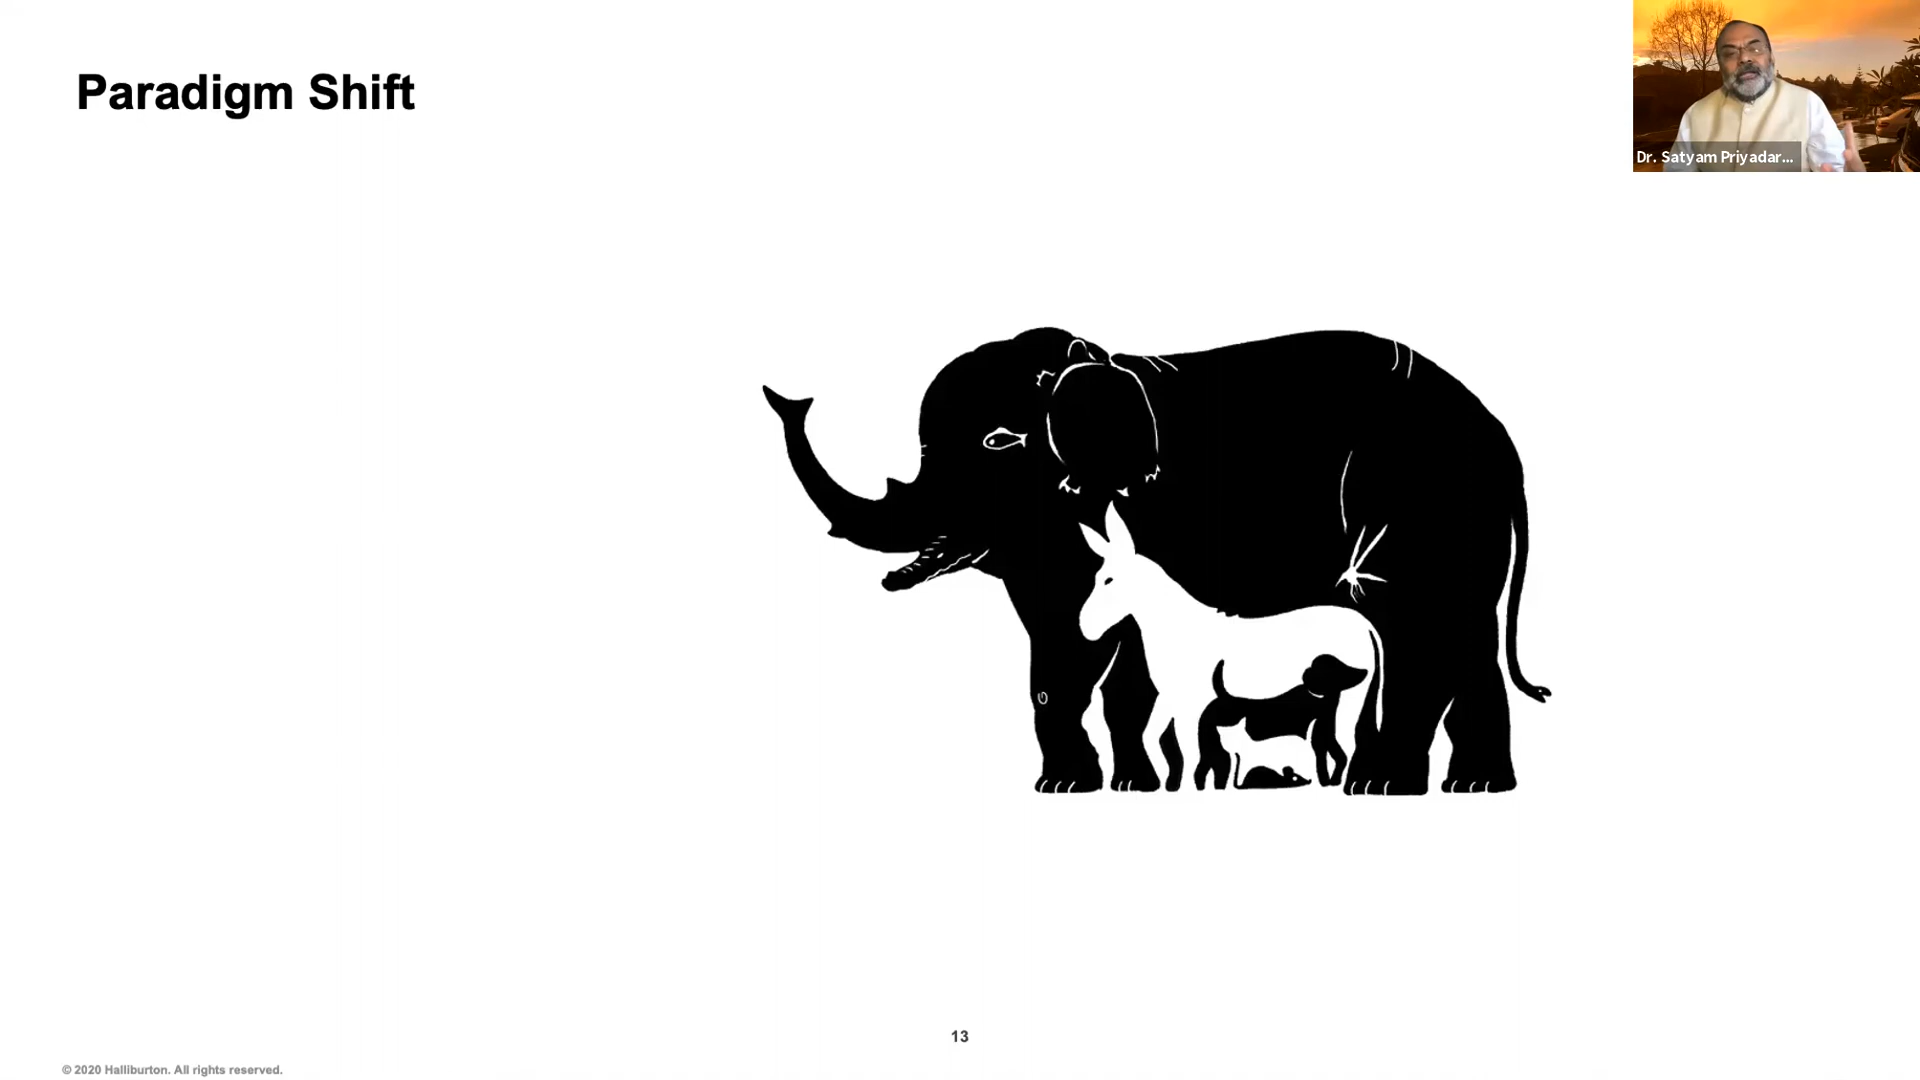 Paradigm Shift
Dr. Satyam Priyadar...
13
© 2020 Halliburton. All rights reserved.